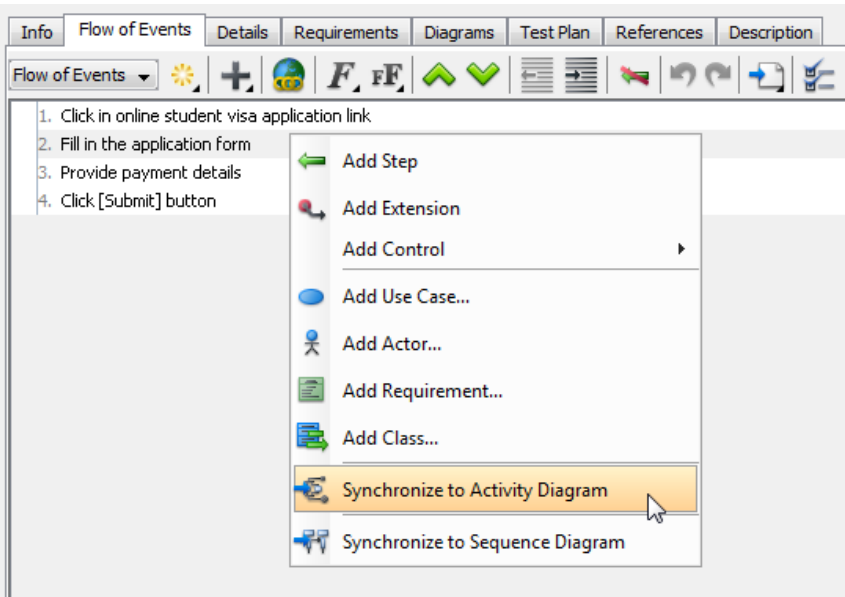 Info Flow of Events Details Requirements Diagrams Test Plan References Description
Flow of Events F FF
1. Click in online student visa application link
2. Fill in the application form
3. Provide payment details
4. Click [Submit] button
Add Step
Add Extension
Add Control
Add Use Case...
Add Actor...
Add Requirement...
Add Class...
Synchronize to Activity Diagram
Synchronize to Sequence Diagram